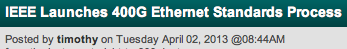 IEEE Launches 400G Ethernet Standards Process
Posted by timothy on Tuesday April 02, 2013 @08:44AM